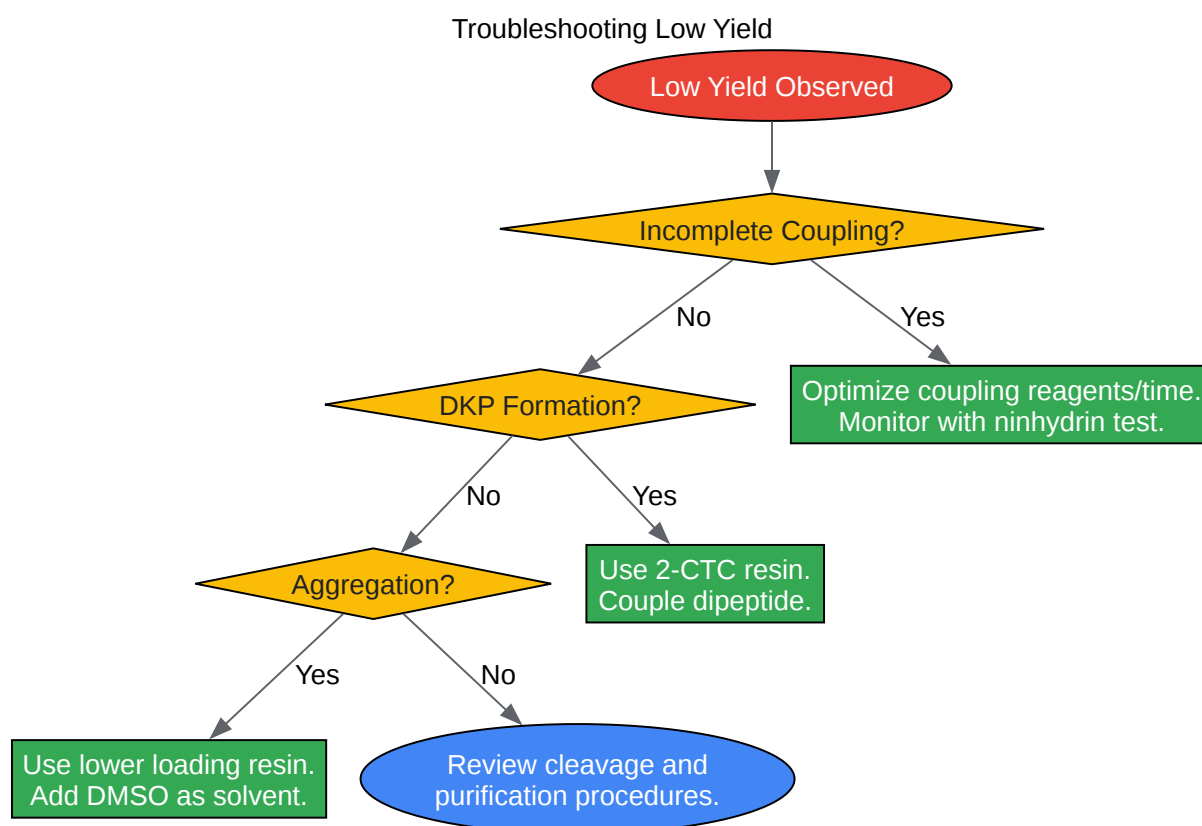 Troubleshooting Low Yield
Low Yield Observed
Incomplete Coupling?
No
Yes
DKP Formation?
Optimize coupling reagents/time.
Monitor with ninhydrin test.
No
Yes
Aggregation?
Use 2-CTC resin.
Couple dipeptide.
Yes
No
Use lower loading resin.
Add DMSO as solvent.
Review cleavage and
purification procedures.